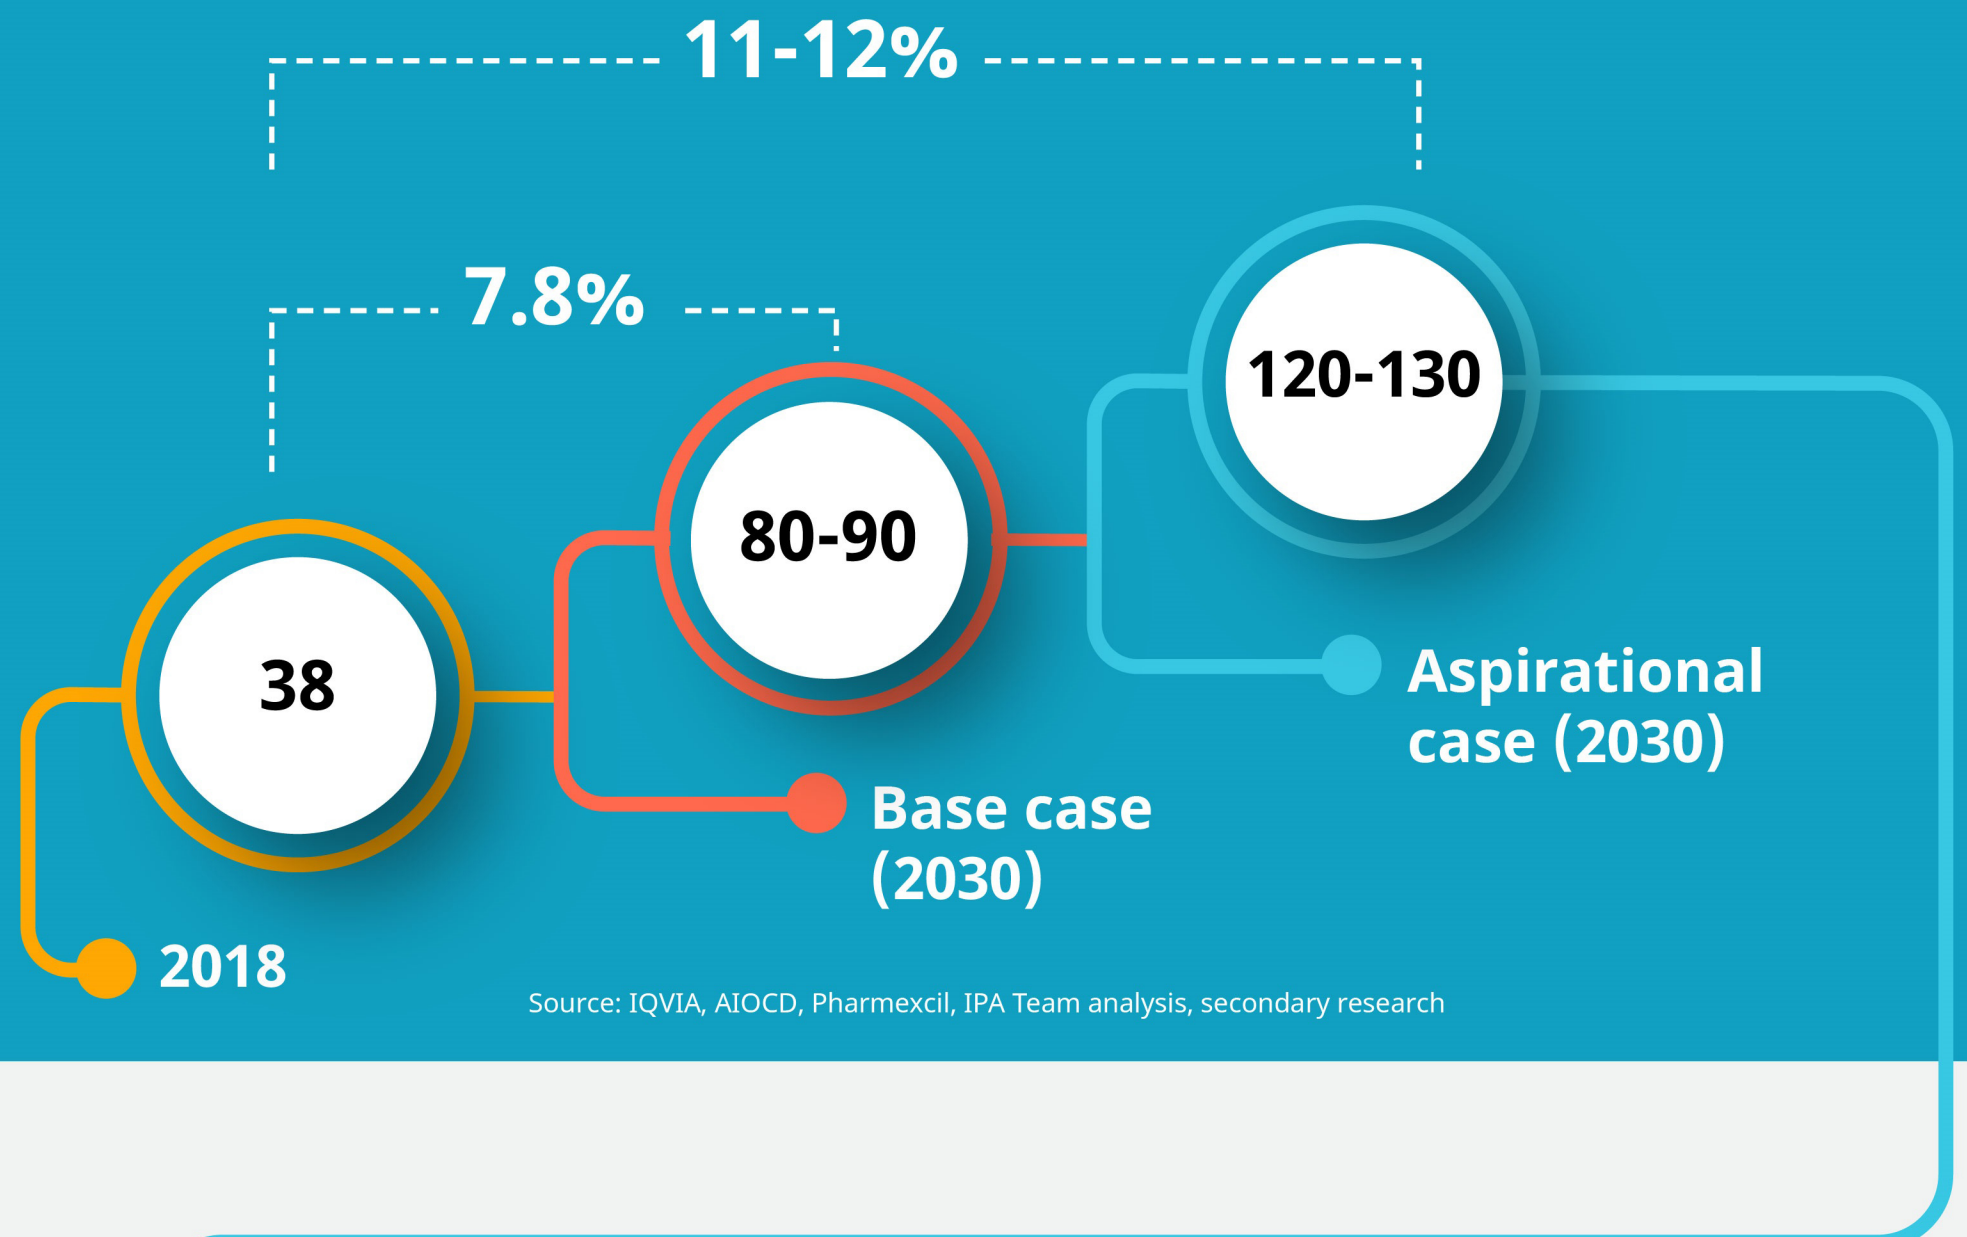 11-12%
7.8%
120-130
80-90
38
Aspirational
case (2030)
Base case
(2030)
2018
Source: IQVIA, AIOCD, Pharmexcil, IPA Team analysis, secondary research